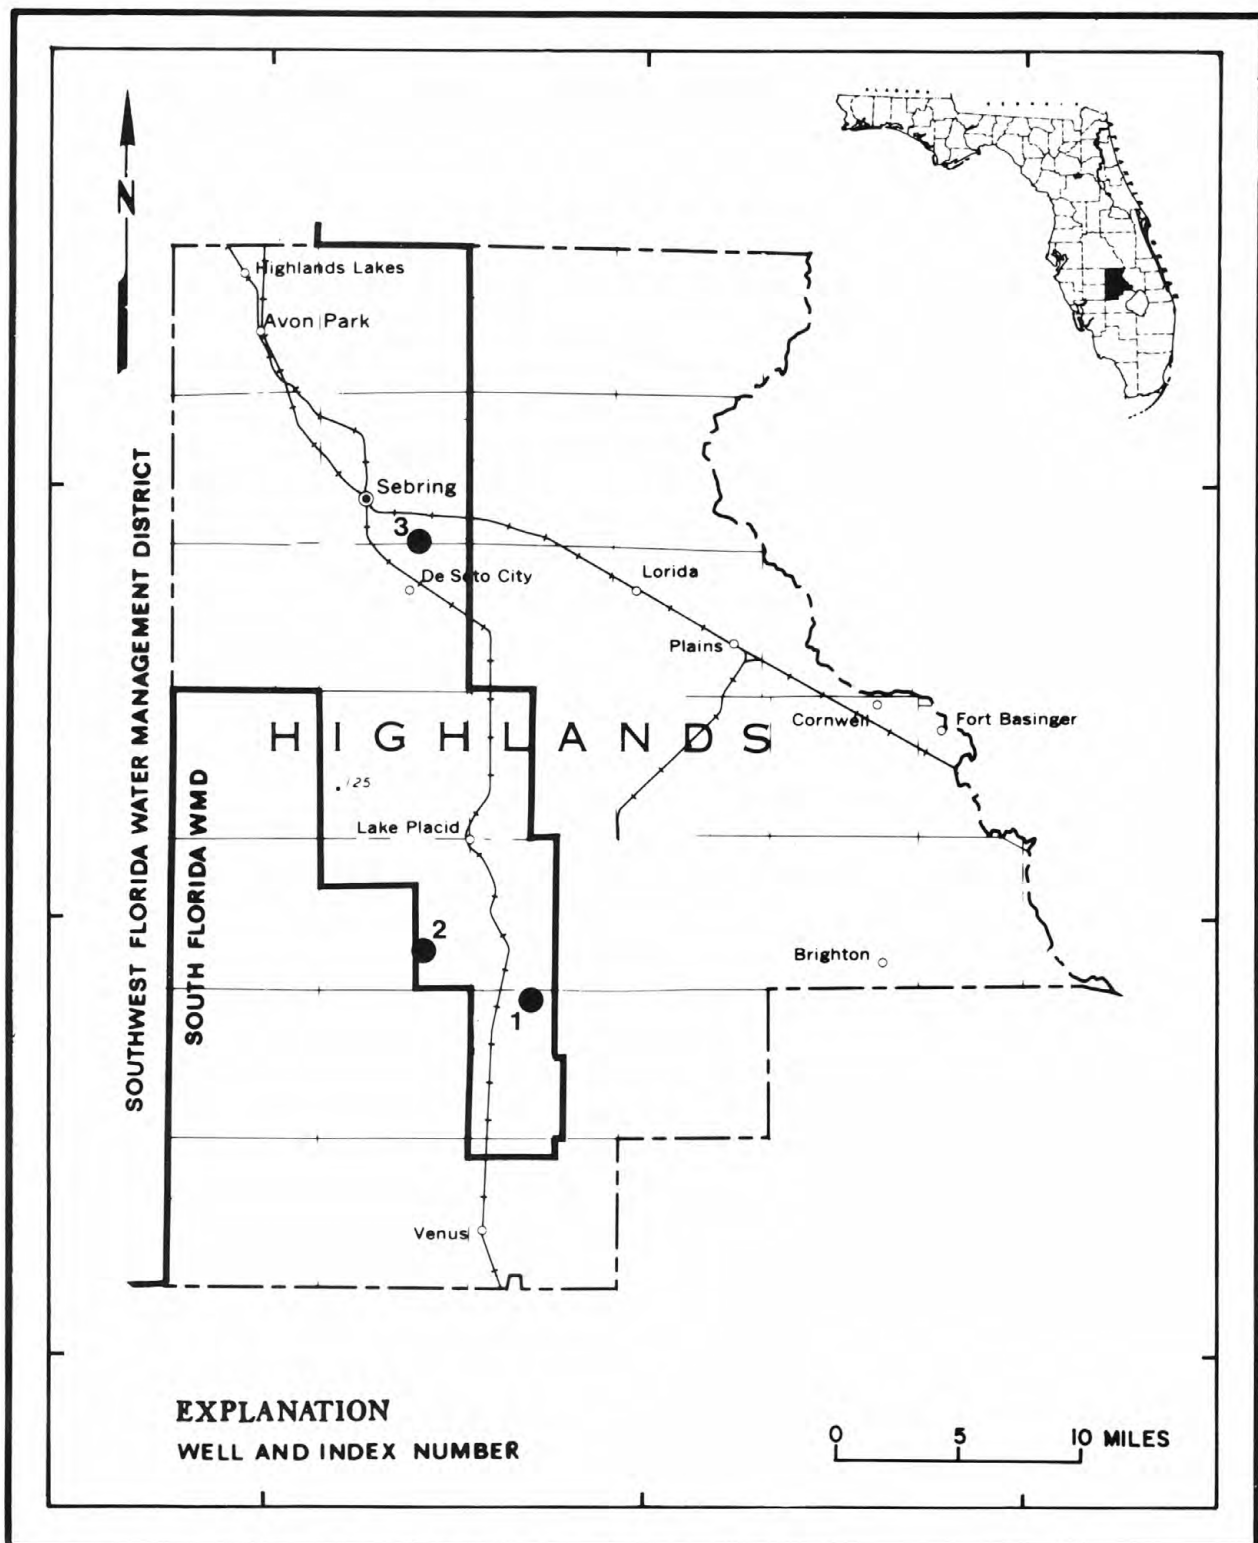 N
Highlands Lakes
Avon Park
Sebring
3
De Soto City
Lorida
Plains
SOUTHWEST FLORIDA WATER MANAGEMENT DISTRICT
SOUTH FLORIDA WMD
HIGHLANDS
Cornwell
Fort Basinger
125
Lake Placid
2
Brighton
1
Venus
EXPLANATION
WELL AND INDEX NUMBER
0 5 10 MILES